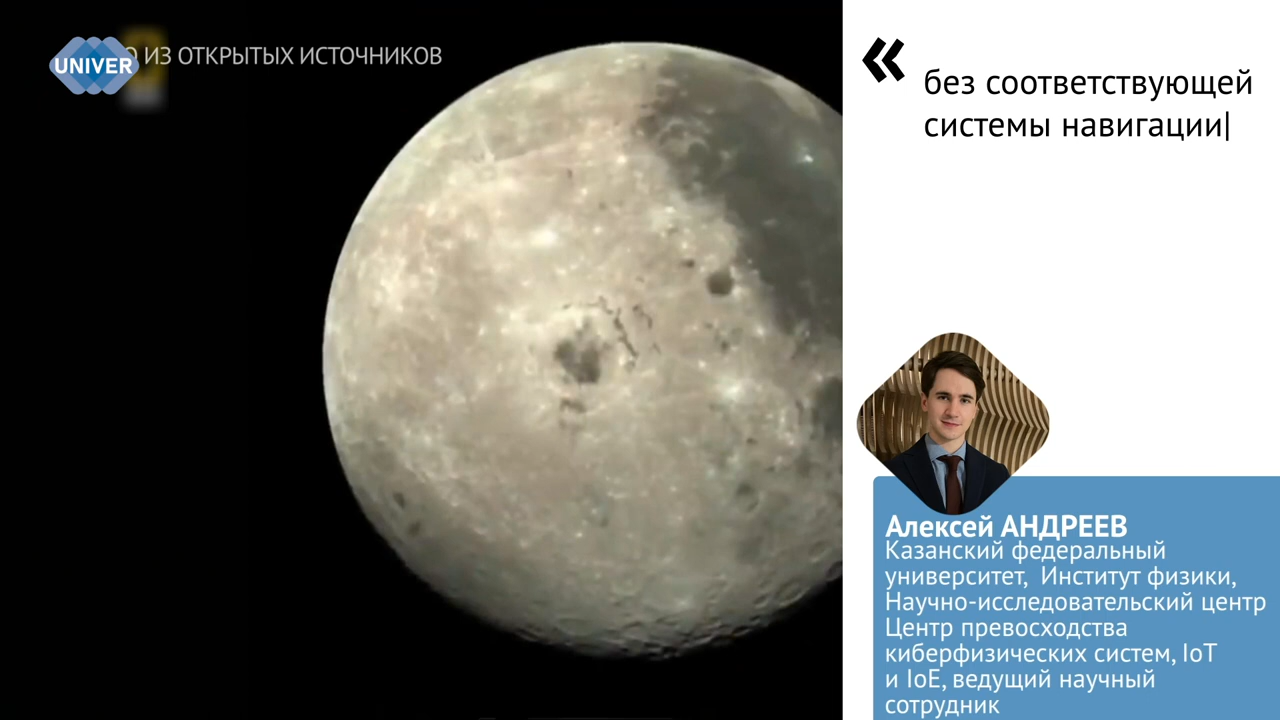 UNIVER
О ИЗ ОТКРЫТЫХ ИСТОЧНИКОВ
«
без соответствующей
системы навигации|
Алексей АНДРЕЕВ
Казанский федеральный
университет, Институт физики,
Научно-исследовательский центр
Центр превосходства
киберфизических систем, IoT
и IoE, ведущий научный
сотрудник